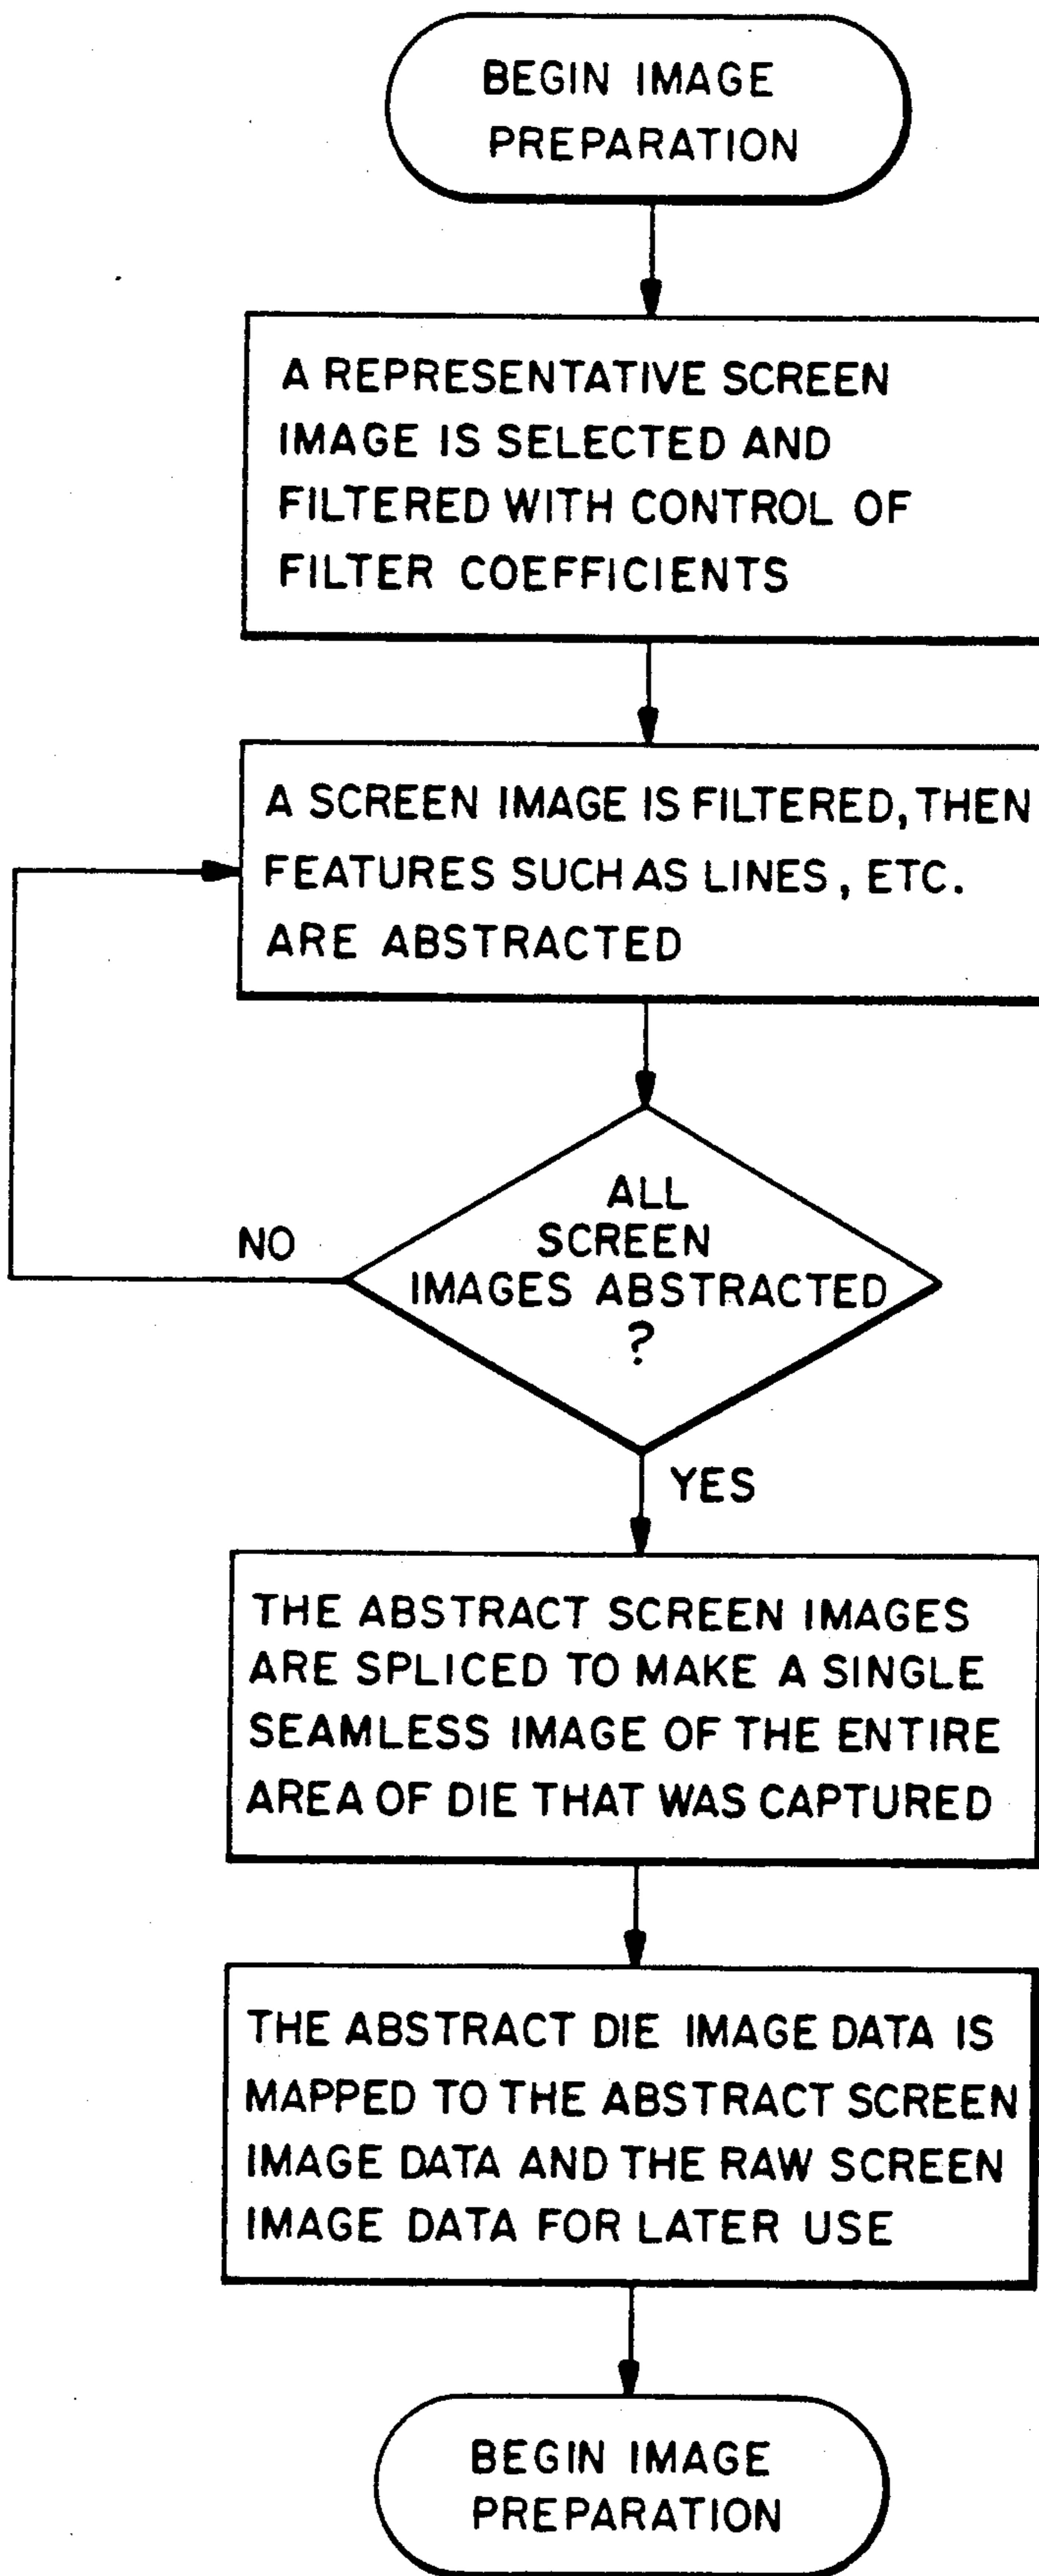 BEGIN IMAGE
PREPARATION
A REPRESENTATIVE SCREEN
IMAGE IS SELECTED AND
FILTERED WITH CONTROL OF
FILTER COEFFICIENTS
A SCREEN IMAGE IS FILTERED, THEN
FEATURES SUCH AS LINES, ETC.
ARE ABSTRACTED
ALL
SCREEN
IMAGES ABSTRACTED
?
NO
YES
THE ABSTRACT SCREEN IMAGES
ARE SPLICED TO MAKE A SINGLE
SEAMLESS IMAGE OF THE ENTIRE
AREA OF DIE THAT WAS CAPTURED
THE ABSTRACT DIE IMAGE DATA IS
MAPPED TO THE ABSTRACT SCREEN
IMAGE DATA AND THE RAW SCREEN
IMAGE DATA FOR LATER USE
BEGIN IMAGE
PREPARATION